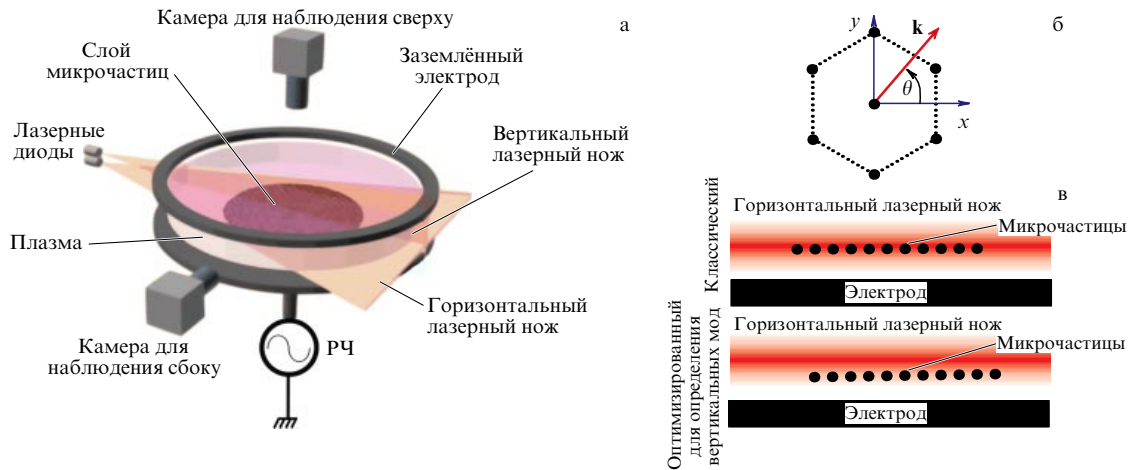 Камера для наблюдения сверху
а
Слой
микрочастиц
Заземлённый
электрод
Лазерные
диоды
Вертикальный
лазерный нож
Плазма
Горизонтальный
лазерный нож
Камера для
наблюдения сбоку
РЧ
б
y
k
θ
x
в
Классический
Горизонтальный лазерный нож
Микрочастицы
Электрод
Оптимизированный
для определения
вертикальных мод
Горизонтальный лазерный нож
Микрочастицы
Электрод